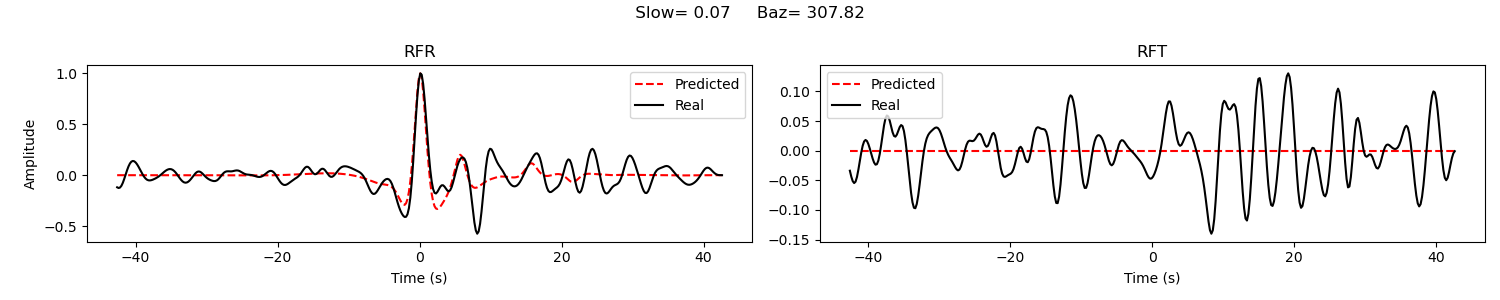 Slow= 0.07 Baz= 307.82
RFR
Amplitude
1.0
0.5
0.0
−0.5
−40
−20
0
20
40
Time (s)
Predicted
Real
RFT
0.10
0.05
0.00
−0.05
−0.10
−0.15
−40
−20
0
20
40
Time (s)
Predicted
Real